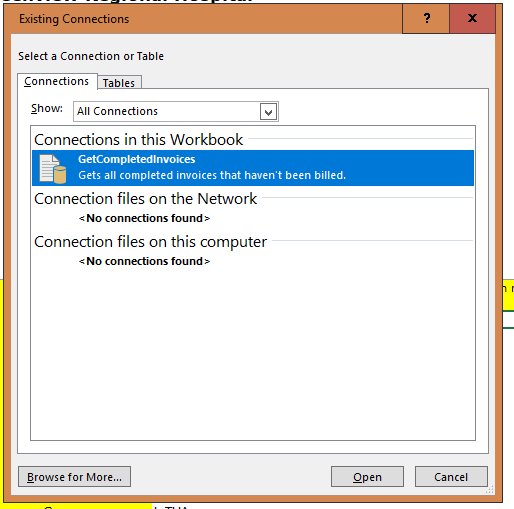 Regional Hospital
Existing Connections
? x
Select a Connection or Table
Connections Tables
Show: All Connections
Connections in this Workbook
GetCompletedInvoices
Gets all completed invoices that haven't been billed.
Connection files on the Network
<No connections found>
Connection files on this computer
<No connections found>
Browse for More... Open Cancel